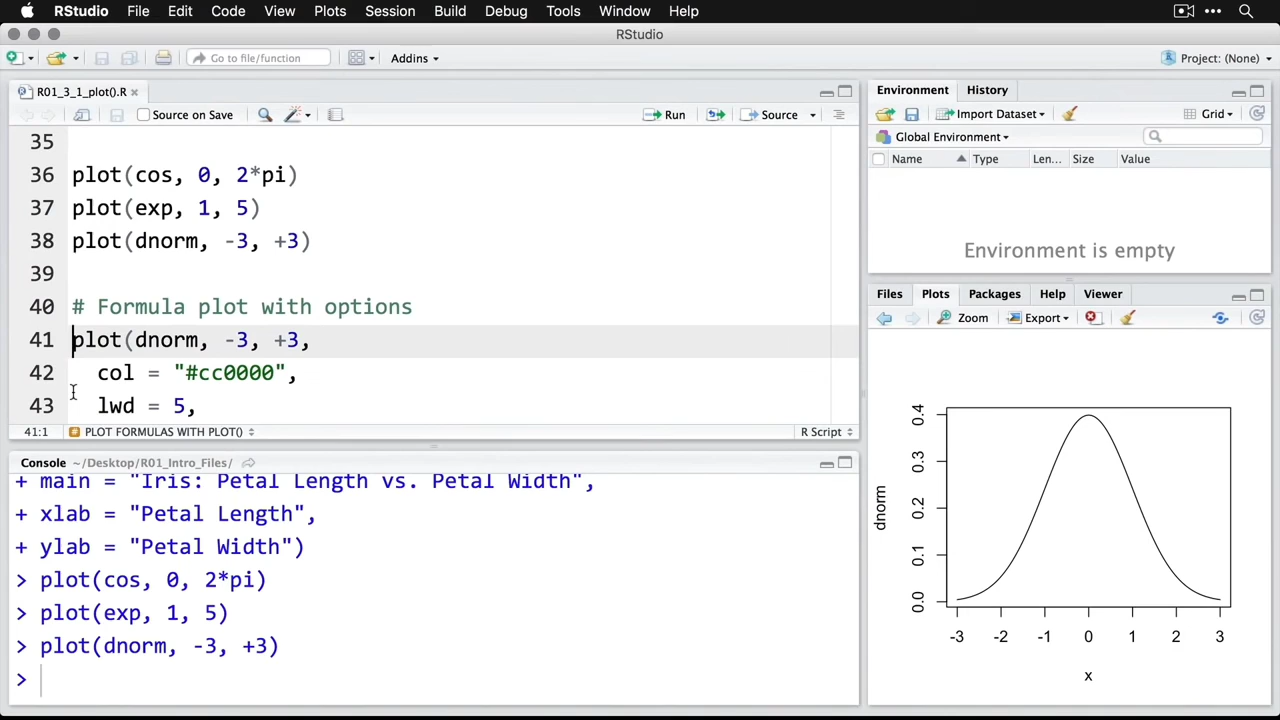 RStudio File Edit Code View Plots Session Build Debug Tools Window Help
RStudio
Go to file/function Addins Project: (None)
R01_3_1_plot().R
Source on Save Run Source
35
36 plot(cos, 0, 2*pi)
37 plot(exp, 1, 5)
38 plot(dnorm, -3, +3)
39
40 # Formula plot with options
41 plot(dnorm, -3, +3,
42 col = "#cc0000",
43 lwd = 5,
41:1 # PLOT FORMULAS WITH PLOT() R Script
Console ~/Desktop/R01_Intro_Files/
+ main = "Iris: Petal Length vs. Petal Width",
+ xlab = "Petal Length",
+ ylab = "Petal Width")
> plot(cos, 0, 2*pi)
> plot(exp, 1, 5)
> plot(dnorm, -3, +3)
>
Environment History
Import Dataset Grid
Global Environment
Name Type Len... Size Value
Environment is empty
Files Plots Packages Help Viewer
Zoom Export
0.4
0.3
0.2
0.1
0.0
dnorm
-3 -2 -1 0 1 2 3
x